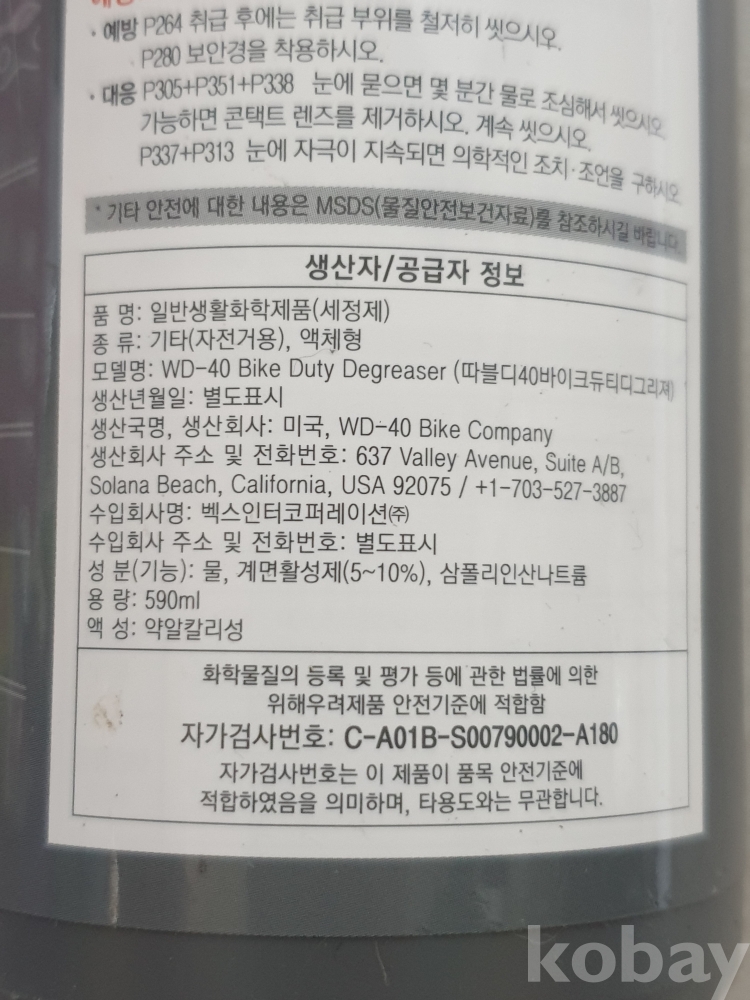 · 예방 P264 취급 후에는 취급 부위를 철저히 씻으시오.
P280 보안경을 착용하시오.
· 대응 P305+P351+P338 눈에 묻으면 몇 분간 물로 조심해서 씻으시오
가능하면 콘택트 렌즈를 제거하시오. 계속 씻으시오.
P337+P313 눈에 자극이 지속되면 의학적인 조치·조언을 구하시오
* 기타 안전에 대한 내용은 MSDS(물질안전보건자료)를 참조하시길 바랍니다.
생산자/공급자 정보
품 명: 일반생활화학제품(세정제)
종 류: 기타(자전거용), 액체형
모델명: WD-40 Bike Duty Degreaser (따블디40바이크듀티디그리져)
생산년월일: 별도표시
생산국명, 생산회사: 미국, WD-40 Bike Company
생산회사 주소 및 전화번호: 637 Valley Avenue, Suite A/B,
Solana Beach, California, USA 92075 / +1-703-527-3887
수입회사명: 벡스인터코퍼레이션㈜
수입회사 주소 및 전화번호: 별도표시
성 분(기능): 물, 계면활성제(5~10%), 삼폴리인산나트륨
용 량: 590ml
액 성: 약알칼리성
화학물질의 등록 및 평가 등에 관한 법률에 의한
위해우려제품 안전기준에 적합함
자가검사번호: C-A01B-S00790002-A180
자가검사번호는 이 제품이 품목 안전기준에
적합하였음을 의미하며, 타용도와는 무관합니다.
kobay